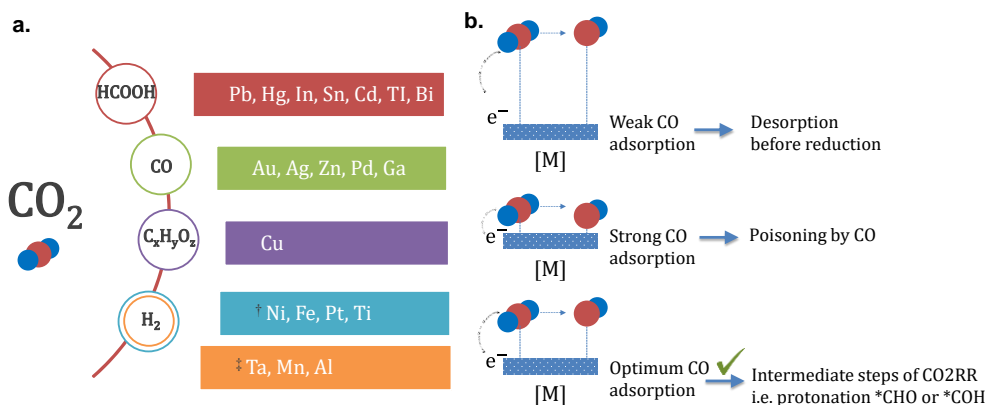 a.
HCOOH
Pb, Hg, In, Sn, Cd, TI, Bi
CO
Au, Ag, Zn, Pd, Ga
CO₂
CₓHᵧO_z
Cu
H₂
†Ni, Fe, Pt, Ti
‡Ta, Mn, Al
b.
e⁻
[M]
Weak CO
adsorption
Desorption
before reduction
e⁻
[M]
Strong CO
adsorption
Poisoning by CO
e⁻
[M]
Optimum CO
adsorption
Intermediate steps of CO2RR
i.e. protonation *CHO or *COH